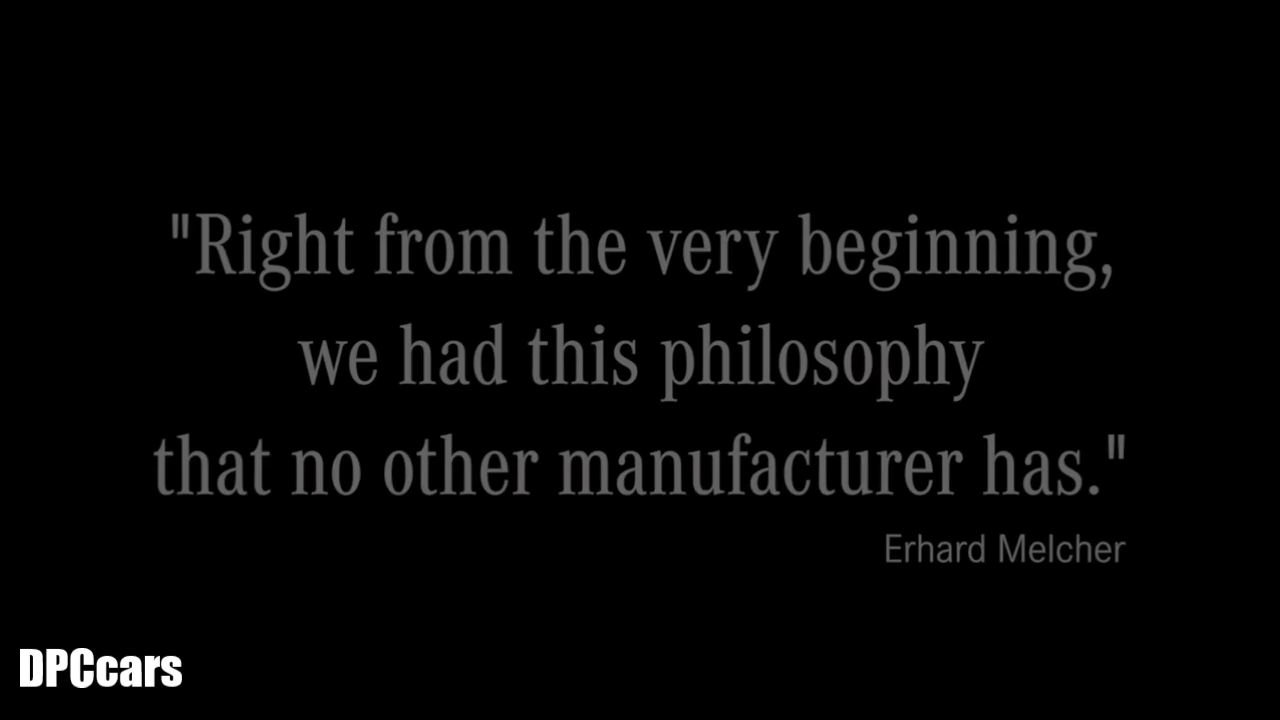 "Right from the very beginning,
we had this philosophy
that no other manufacturer has."
Erhard Melcher
DPCcars